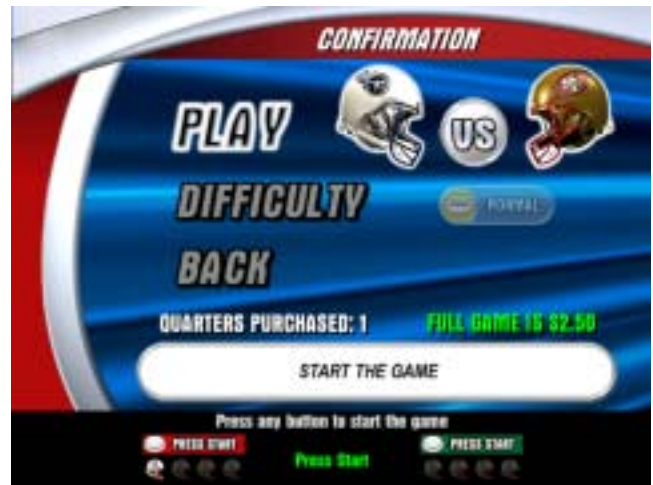 CONFIRMATION
PLAY
VS
DIFFICULTY
NORMAL
BACK
QUARTERS PURCHASED: 1 FULL GAME IS $2.50
START THE GAME
Press any button to start the game
PRESS START Press Start PRESS START